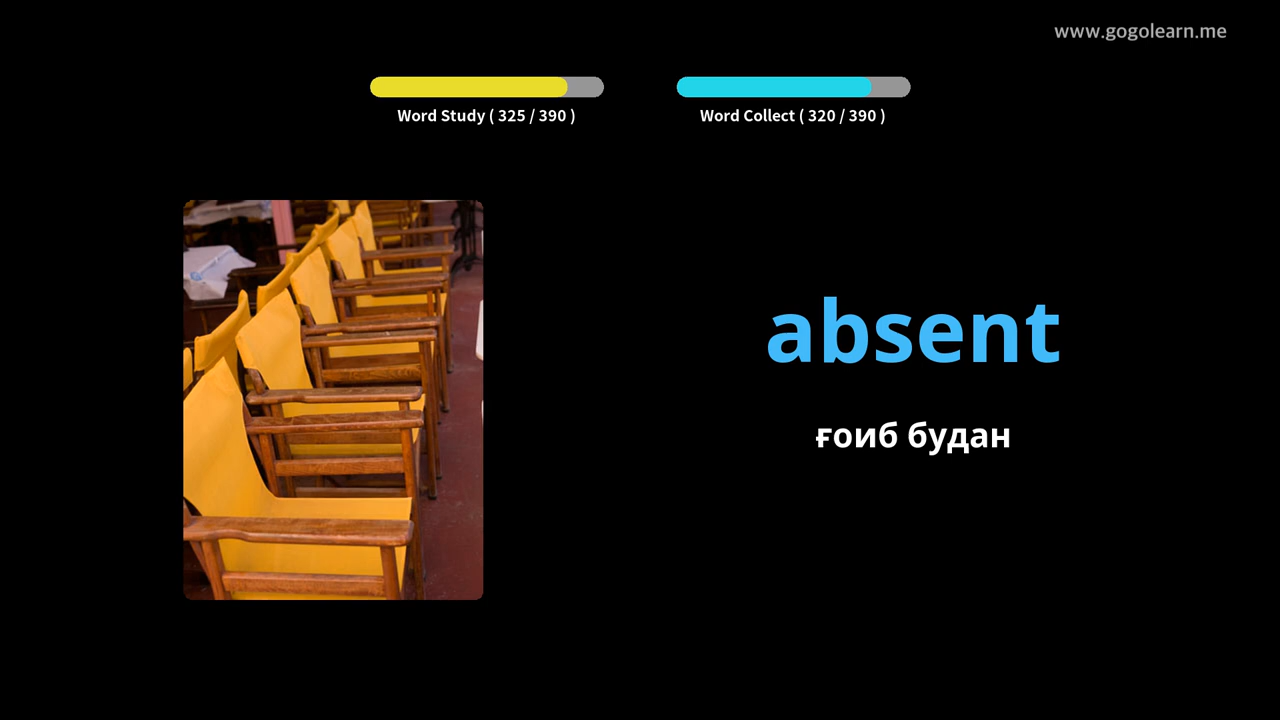 www.gogolearn.me
Word Study ( 325 / 390 )
Word Collect ( 320 / 390 )
absent
ғоиб будан